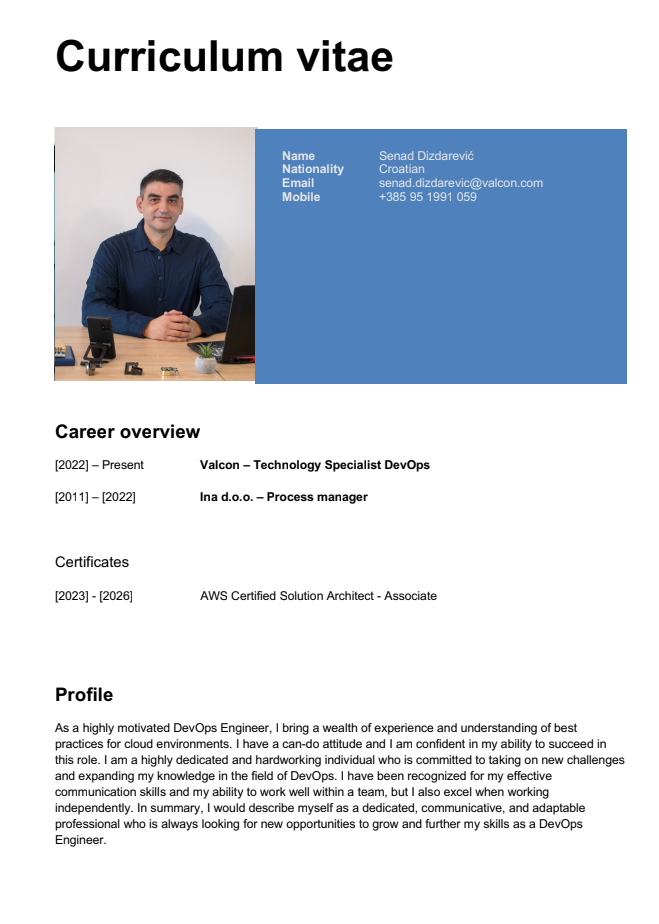 Curriculum vitae
Name Senad Dizdarević
Nationality Croatian
Email senad.dizdarevic@valcon.com
Mobile +385 95 1991 059
Career overview
[2022] – Present Valcon – Technology Specialist DevOps
[2011] – [2022] Ina d.o.o. – Process manager
Certificates
[2023] - [2026] AWS Certified Solution Architect - Associate
Profile
As a highly motivated DevOps Engineer, I bring a wealth of experience and understanding of best
practices for cloud environments. I have a can-do attitude and I am confident in my ability to succeed in
this role. I am a highly dedicated and hardworking individual who is committed to taking on new challenges
and expanding my knowledge in the field of DevOps. I have been recognized for my effective
communication skills and my ability to work well within a team, but I also excel when working
independently. In summary, I would describe myself as a dedicated, communicative, and adaptable
professional who is always looking for new opportunities to grow and further my skills as a DevOps
Engineer.